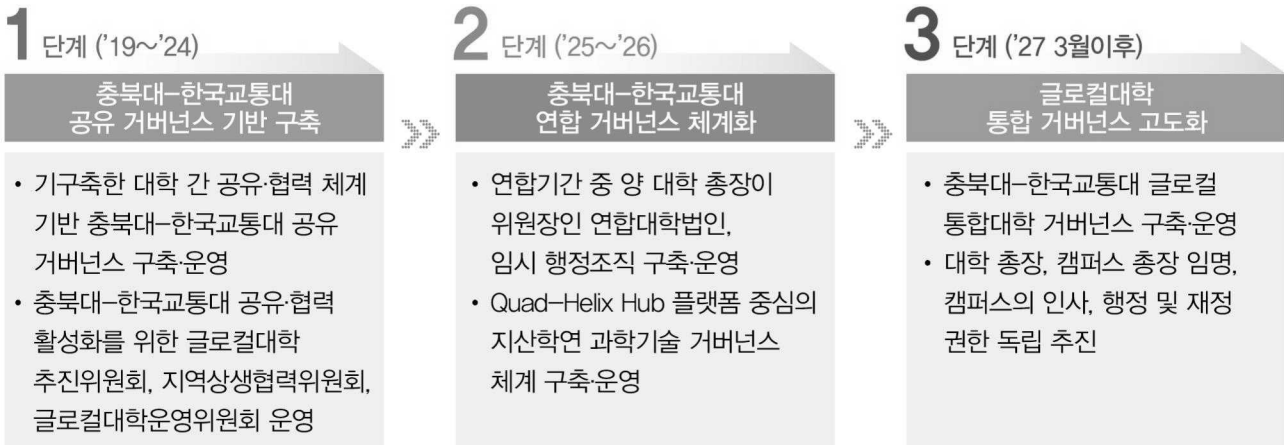 1 단계 ('19～'24)
충북대-한국교통대
공유 거버넌스 기반 구축
• 기구축한 대학 간 공유·협력 체계
기반 충북대-한국교통대 공유
거버넌스 구축·운영
• 충북대-한국교통대 공유·협력
활성화를 위한 글로컬대학
추진위원회, 지역상생협력위원회,
글로컬대학운영위원회 운영
2 단계 ('25～'26)
충북대-한국교통대
연합 거버넌스 체계화
• 연합기간 중 양 대학 총장이
위원장인 연합대학법인,
임시 행정조직 구축·운영
• Quad-Helix Hub 플랫폼 중심의
지산학연 과학기술 거버넌스
체계 구축·운영
3 단계 ('27 3월이후)
글로컬대학
통합 거버넌스 고도화
• 충북대-한국교통대 글로컬
통합대학 거버넌스 구축·운영
• 대학 총장, 캠퍼스 총장 임명,
캠퍼스의 인사, 행정 및 재정
권한 독립 추진